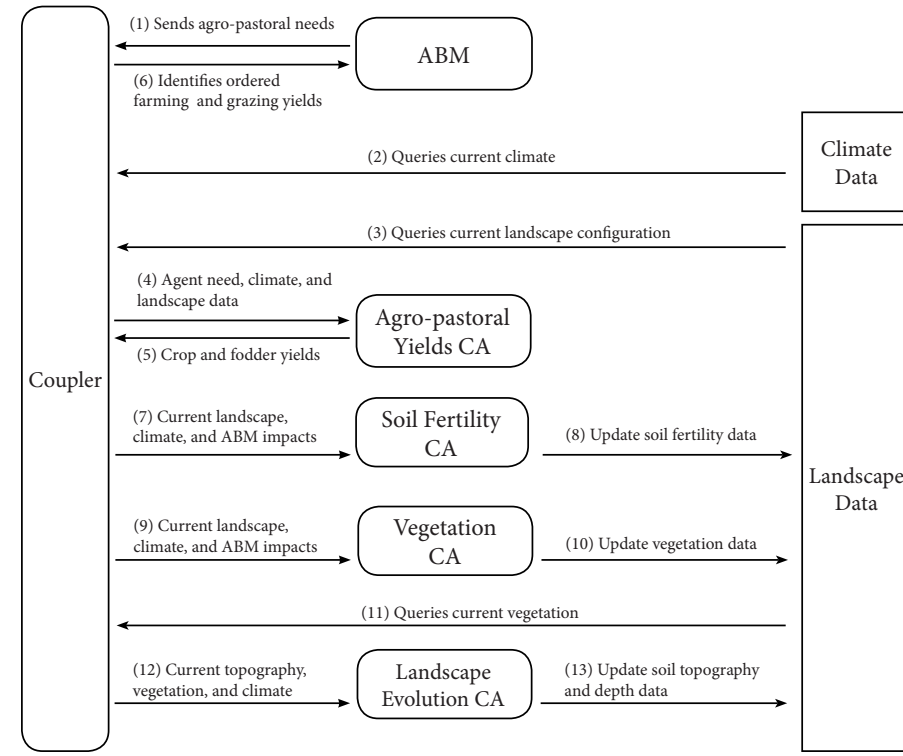 (1) Sends agro-pastoral needs
ABM
(6) Identifies ordered
farming and grazing yields
(2) Queries current climate
Climate
Data
(3) Queries current landscape configuration
(4) Agent need, climate, and
landscape data
Agro-pastoral
Yields CA
(5) Crop and fodder yields
Coupler
(7) Current landscape,
climate, and ABM impacts
Soil Fertility
CA
(8) Update soil fertility data
Landscape
Data
(9) Current landscape,
climate, and ABM impacts
Vegetation
CA
(10) Update vegetation data
(11) Queries current vegetation
(12) Current topography,
vegetation, and climate
Landscape
Evolution CA
(13) Update soil topography
and depth data